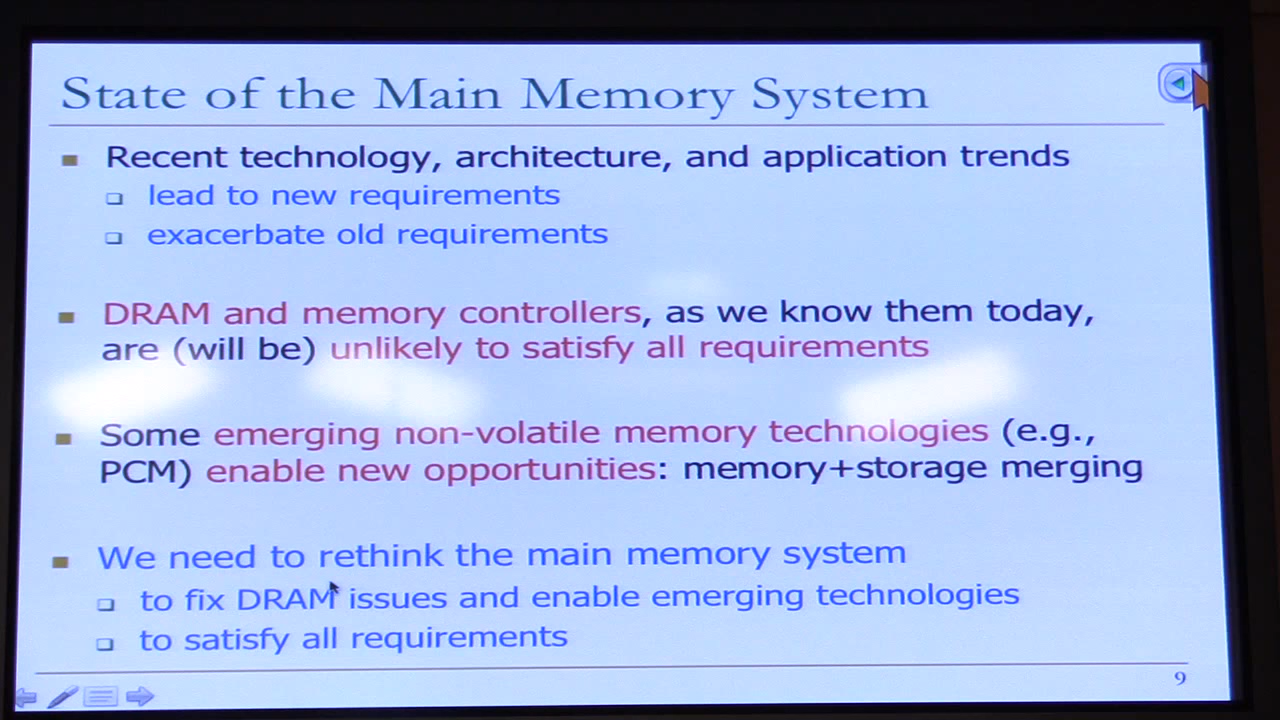 State of the Main Memory System
Recent technology, architecture, and application trends
lead to new requirements
exacerbate old requirements
DRAM and memory controllers, as we know them today,
are (will be) unlikely to satisfy all requirements
Some emerging non-volatile memory technologies (e.g.,
PCM) enable new opportunities: memory+storage merging
We need to rethink the main memory system
to fix DRAM issues and enable emerging technologies
to satisfy all requirements
9